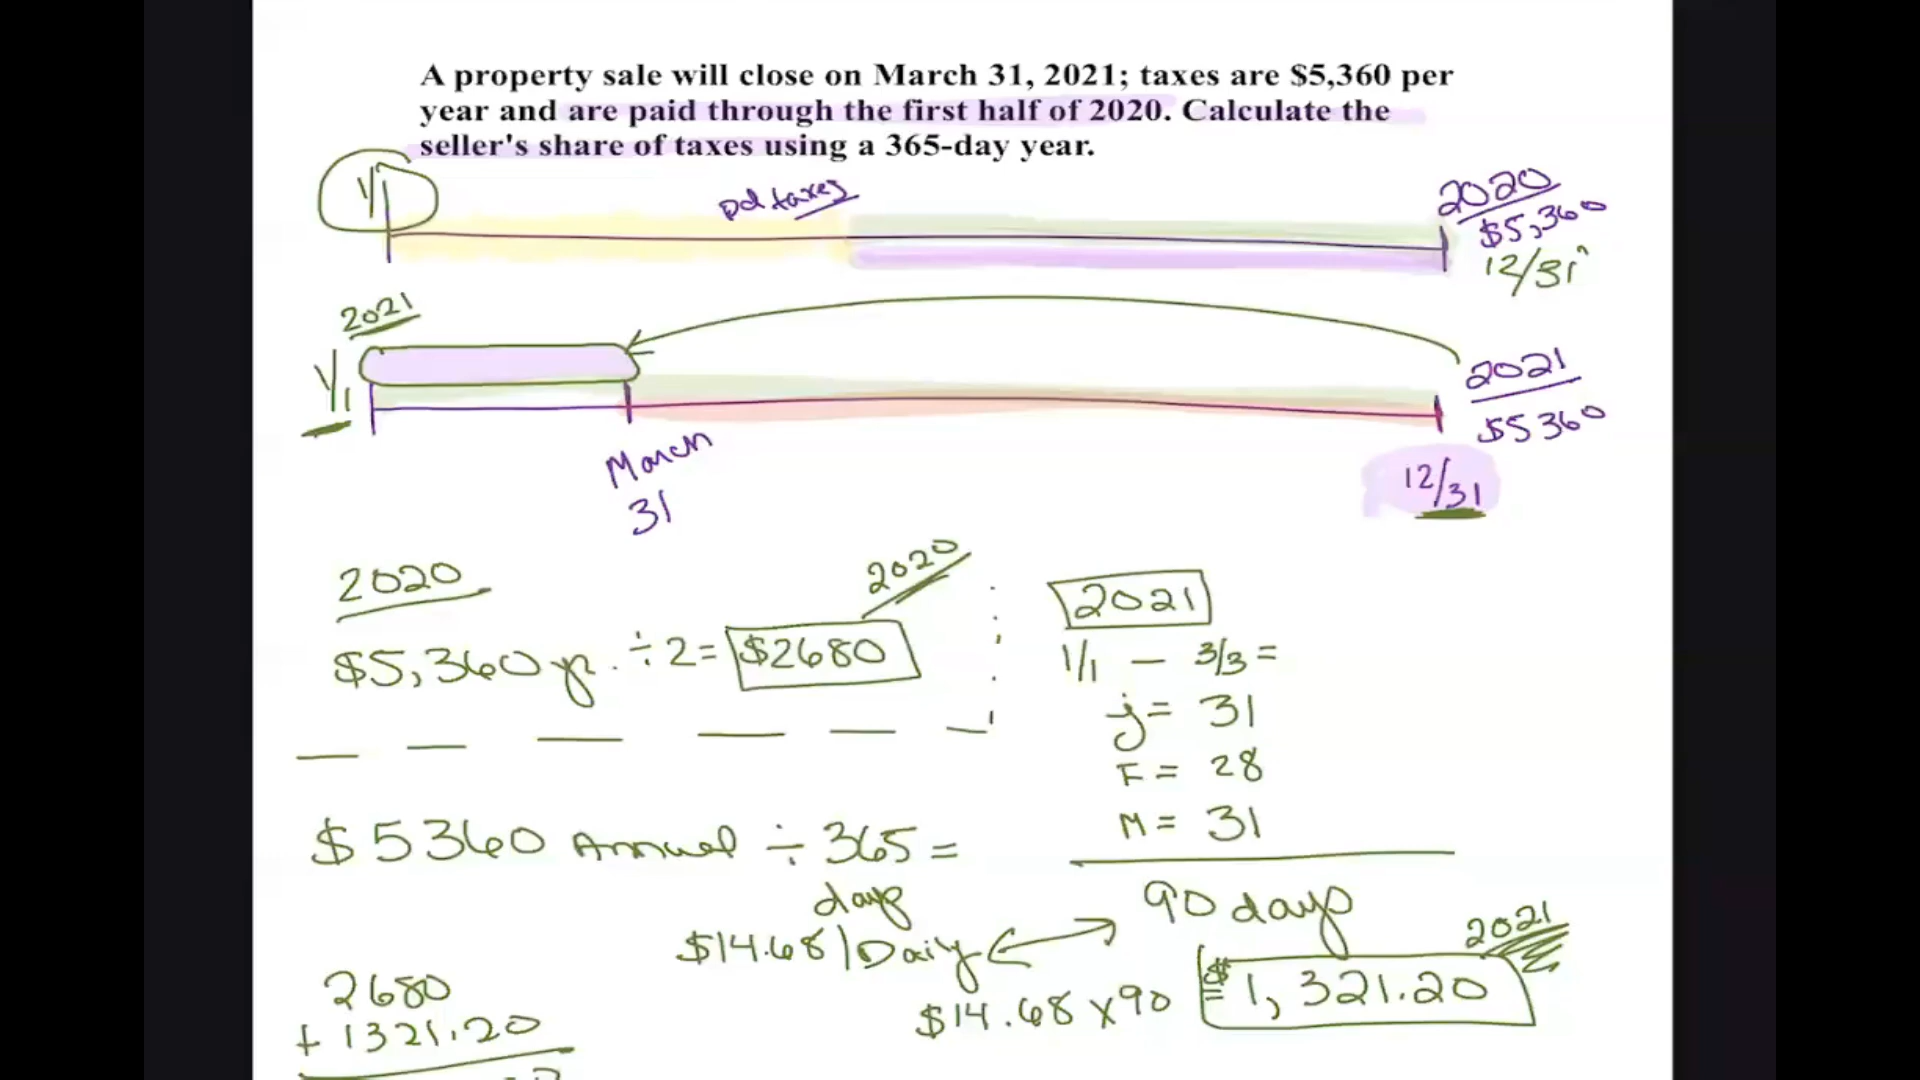 A property sale will close on March 31, 2021; taxes are $5,360 per
year and are paid through the first half of 2020. Calculate the
seller's share of taxes using a 365-day year.
1/1
pd taxes
2020
$5,360
12/31
2021
1/1
March
31
2021
$5360
12/31
2020
$5,360 yr. ÷ 2 = $2680
2020
2021
1/1 – 3/3 =
j = 31
F = 28
M = 31
90 days
$5360 Annual ÷ 365 =
days
$14.68/Daily
$14.68 x 90 = $1,321.20
2021
2680
+ 1321.20